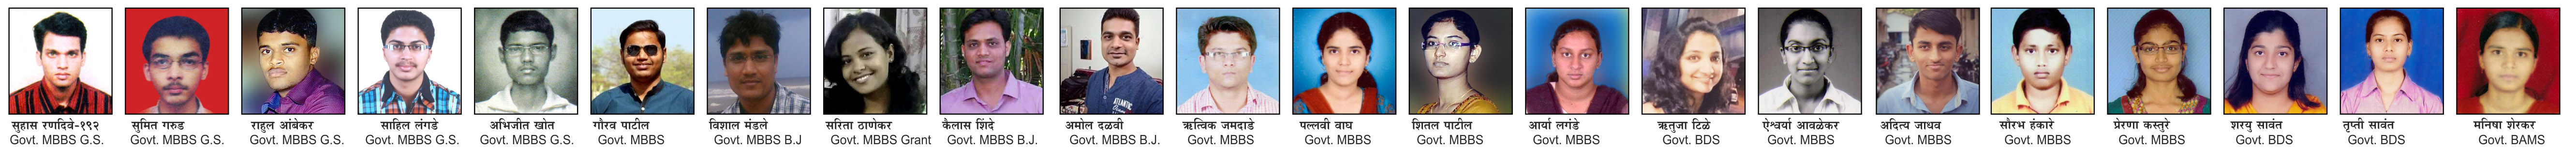 सुहास रणदिवे-१९२ सुमित गरुड राहुल आंबेकर साहिल लंगडे अभिजीत खोत गौरव पाटील विशाल मंडले सरिता ठाणेकर कैलास शिंदे अमोल दळवी ऋत्विक जमदाडे पल्लवी वाघ शितल पाटील आर्या लगंडे ऋतुजा टिळे ऐश्वर्या आवळेकर अदित्य जाधव सौरभ हंकारे प्रेरणा कस्तुरे शरयु सावंत तृप्ती सावंत मनिषा शेरकर
Govt. MBBS G.S. Govt. MBBS G.S. Govt. MBBS G.S. Govt. MBBS G.S. Govt. MBBS G.S. Govt. MBBS Govt. MBBS B.J Govt. MBBS Grant Govt. MBBS B.J. Govt. MBBS B.J. Govt. MBBS Govt. MBBS Govt. MBBS Govt. MBBS Govt. BDS Govt. MBBS Govt. MBBS Govt. MBBS Govt. MBBS Govt. BDS Govt. BDS Govt. BAMS